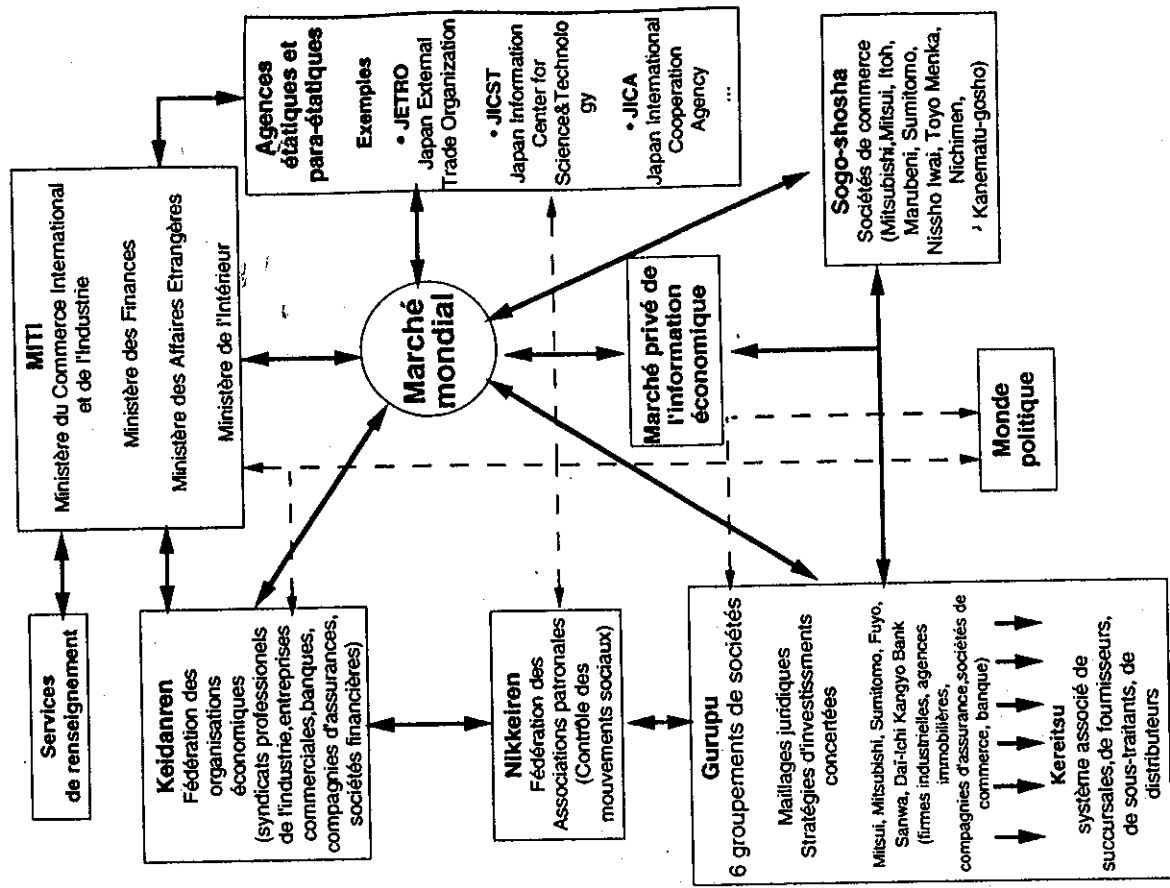 Services
de renseignement
MITI
Ministère du Commerce International
et de l'Industrie
Ministère des Finances
Ministère des Affaires Etrangères
Ministère de l'Intérieur
Agences
étatiques et
para-étatiques
Exemples
• JETRO
Japan External
Trade Organization
• JICST
Japan Information
Center for
Science&Technolo
gy
• JICA
Japan International
Cooperation
Agency
...
Keidanren
Fédération des
organisations
économiques
(syndicats professionels
de l'industrie,entreprises
commerciales,banques,
compagnies d'assurances,
sociétés financières)
Marché
mondial
Nikkeiren
Fédération des
Associations patronales
(Contrôle des
mouvements sociaux)
Marché privé de
l'information
économique
Sogo-shosha
Sociétés de commerce
(Mitsubishi,Mitsui, Itoh,
Marubeni, Sumitomo,
Nissho Iwai, Toyo Menka,
Nichimen,
Kanematu-gosho)
Gurupu
6 groupements de sociétés
Maillages juridiques
Stratégies d'investissments
concertées
Mitsui, Mitsubishi, Sumitomo, Fuyo,
Sanwa, Daï-Ichi Kangyo Bank
(firmes industrielles, agences
immobilières,
compagnies d'assurance,sociétés de
commerce, banque)
Kereitsu
système associé de
succursales,de fournisseurs,
de sous-traitants, de
distributeurs
Monde
politique